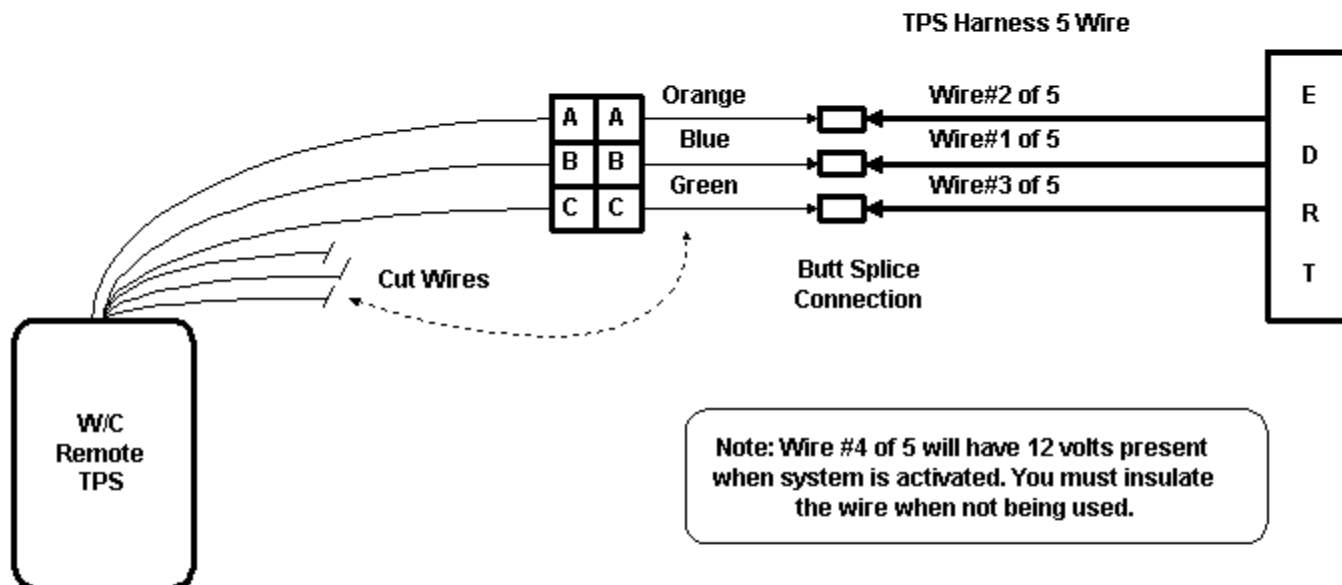 TPS Harness 5 Wire
Orange
Wire#2 of 5
A A
Blue
Wire#1 of 5
B B
Green
Wire#3 of 5
C C
E
D
R
T
Cut Wires
Butt Splice
Connection
W/C
Remote
TPS
Note: Wire #4 of 5 will have 12 volts present
when system is activated. You must insulate
the wire when not being used.